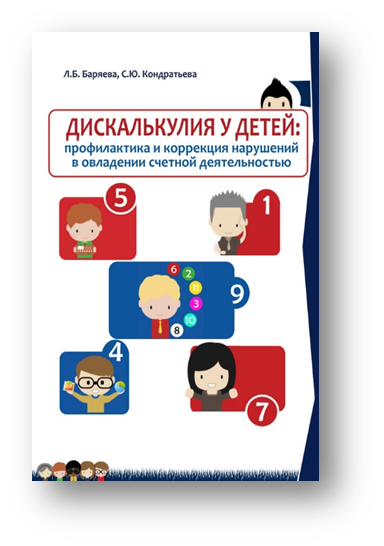 Л.Б. Баряева, С.Ю. Кондратьева
ДИСКАЛЬКУЛИЯ У ДЕТЕЙ:
профилактика и коррекция нарушений
в овладении счетной деятельностью
5
1
6
2
11
3
10
8
9
4
7